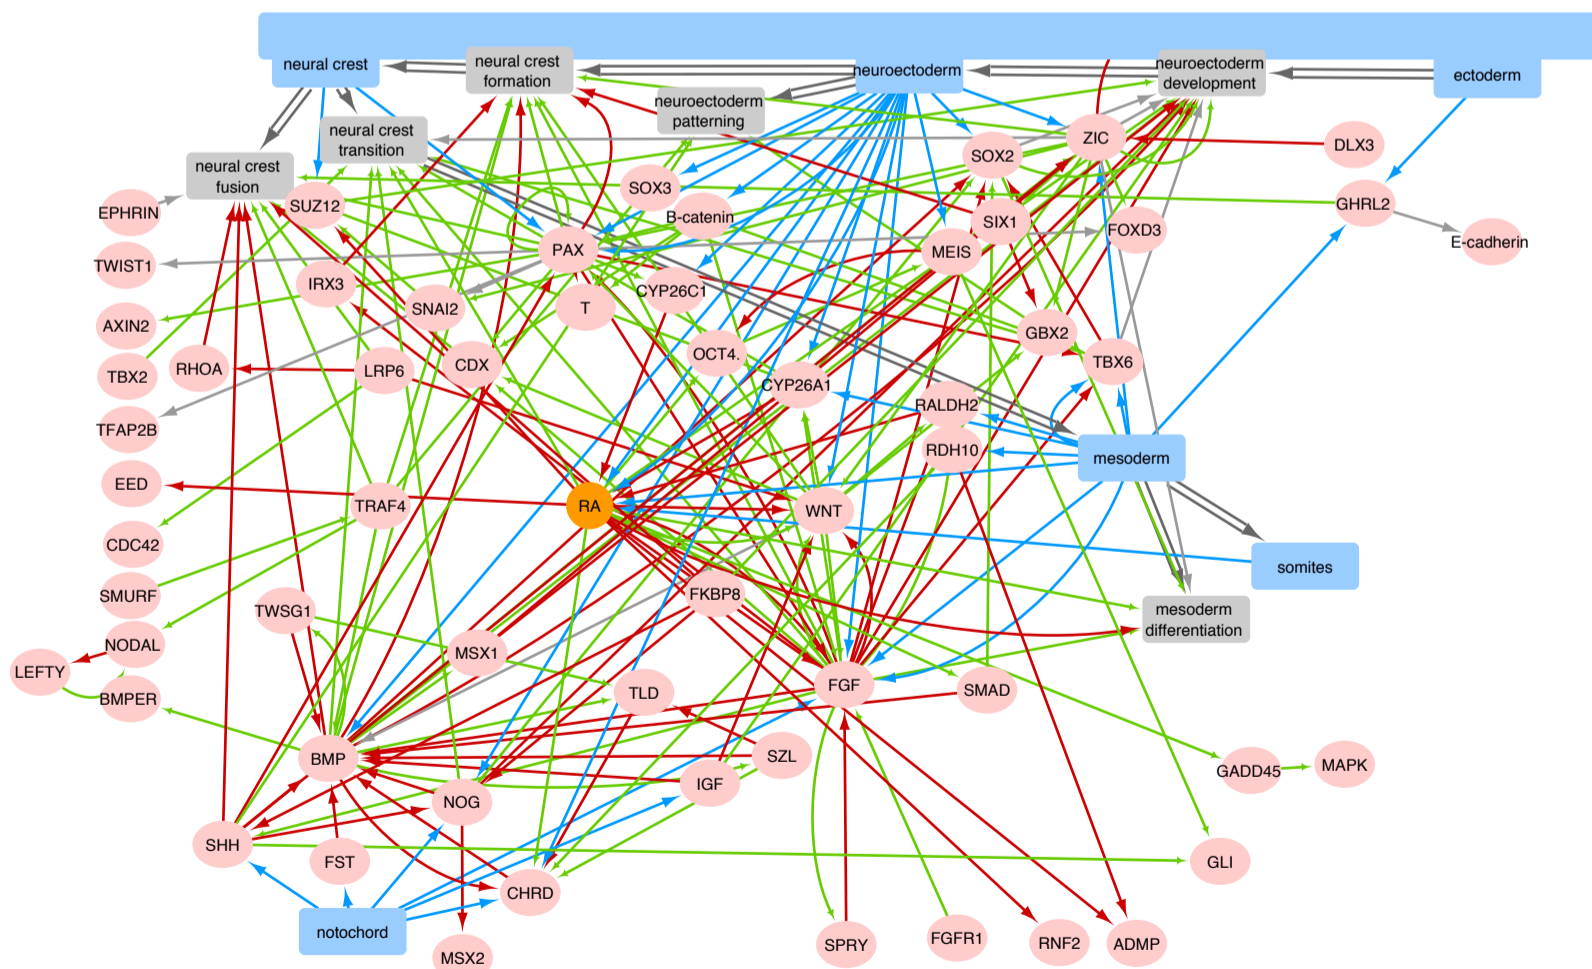 neural crest
neural crest
formation
neuroectoderm
neuroectoderm
development
ectoderm
neuroectoderm
patterning
neural crest
transition
neural crest
fusion
SOX2
ZIC
DLX3
SOX3
EPHRIN
SUZ12
B-catenin
SIX1
FOXD3
GHRL2
E-cadherin
TWIST1
PAX
MEIS
IRX3
CYP26C1
SNAI2
T
AXIN2
GBX2
OCT4.
TBX6
RHOA
TBX2
LRP6
CDX
CYP26A1
RALDH2
TFAP2B
RDH10
mesoderm
EED
TRAF4
RA
WNT
CDC42
somites
SMURF
FKBP8
TWSG1
mesoderm
differentiation
NODAL
LEFTY
MSX1
BMPER
TLD
FGF
SMAD
BMP
SZL
GADD45
MAPK
IGF
NOG
SHH
FST
GLI
CHRD
notochord
MSX2
SPRY
FGFR1
RNF2
ADMP